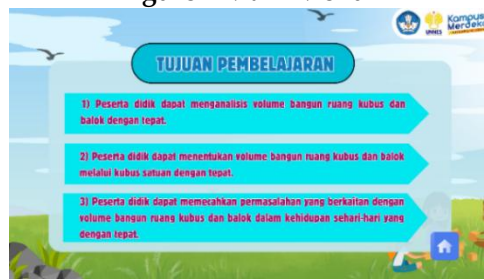 Kampus
Merdeka
UNNES
TUJUAN PEMBELAJARAN
1) Peserta didik dapat menganalisis volume bangun ruang kubus dan
balok dengan tepat.
2) Peserta didik dapat menentukan volume bangun ruang kubus dan balok
melalui kubus satuan dengan tepat.
3) Peserta didik dapat memecahkan permasalahan yang berkaitan dengan
volume bangun ruang kubus dan balok dalam kehidupan sehari-hari yang
dengan tepat.